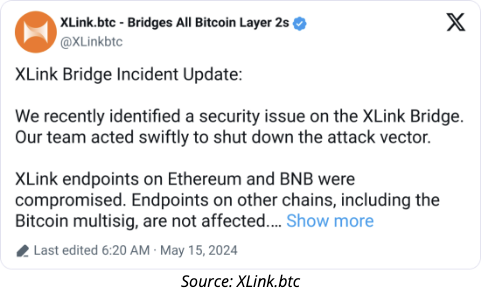 XLink.btc - Bridges All Bitcoin Layer 2s
@XLinkbtc
XLink Bridge Incident Update:
We recently identified a security issue on the XLink Bridge.
Our team acted swiftly to shut down the attack vector.
XLink endpoints on Ethereum and BNB were
compromised. Endpoints on other chains, including the
Bitcoin multisig, are not affected.... Show more
Last edited 6:20 AM · May 15, 2024
Source: XLink.btc